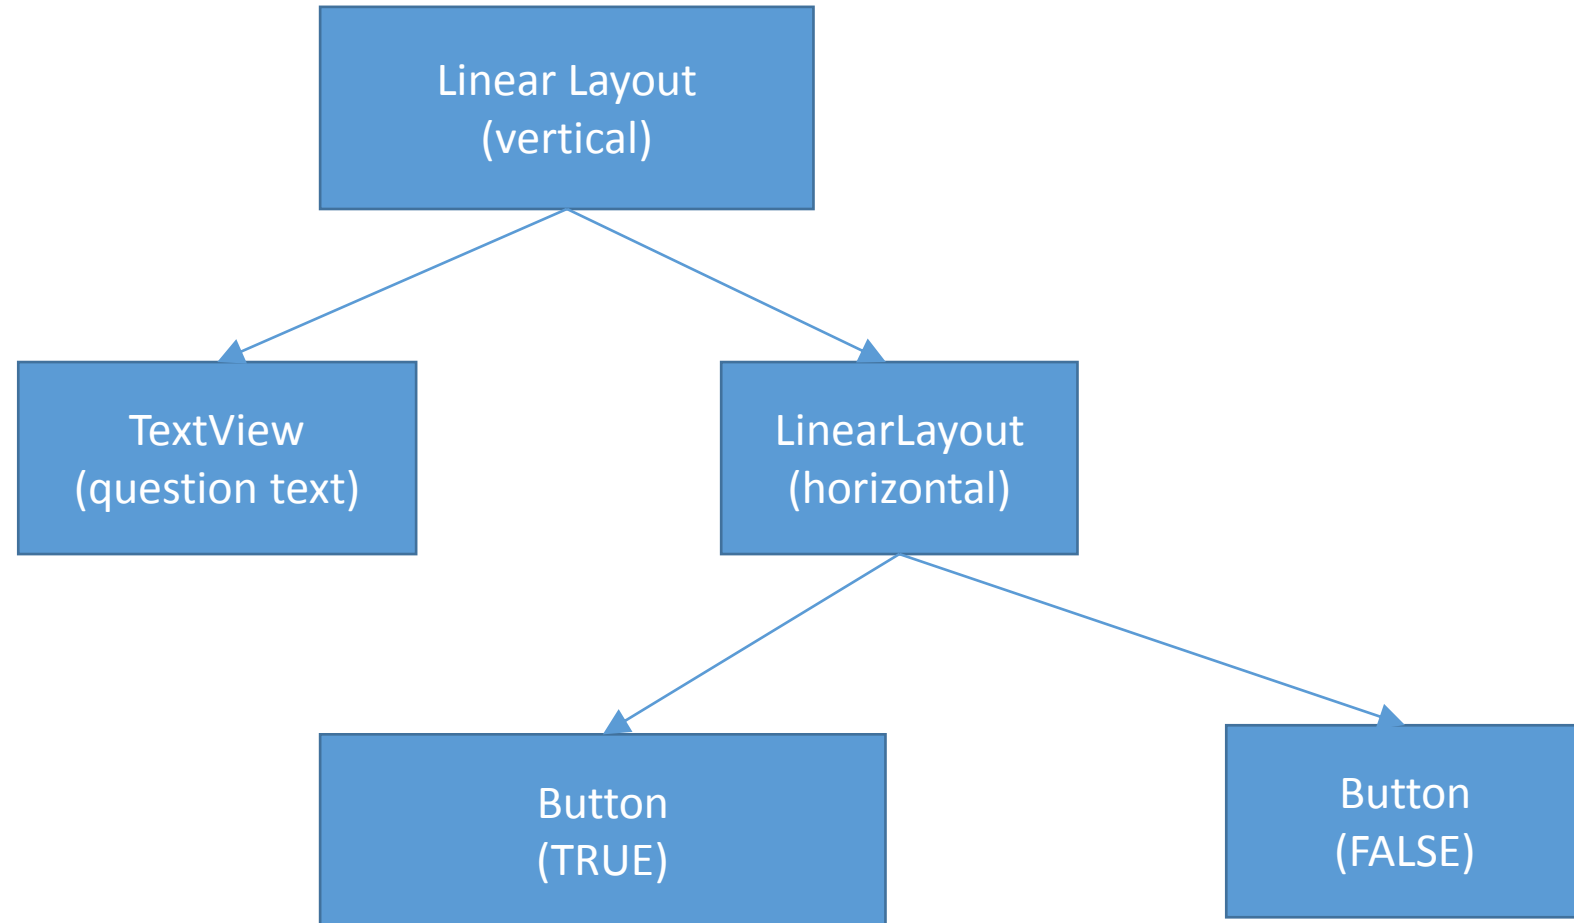 Linear Layout
(vertical)
TextView
(question text)
LinearLayout
(horizontal)
Button
(TRUE)
Button
(FALSE)